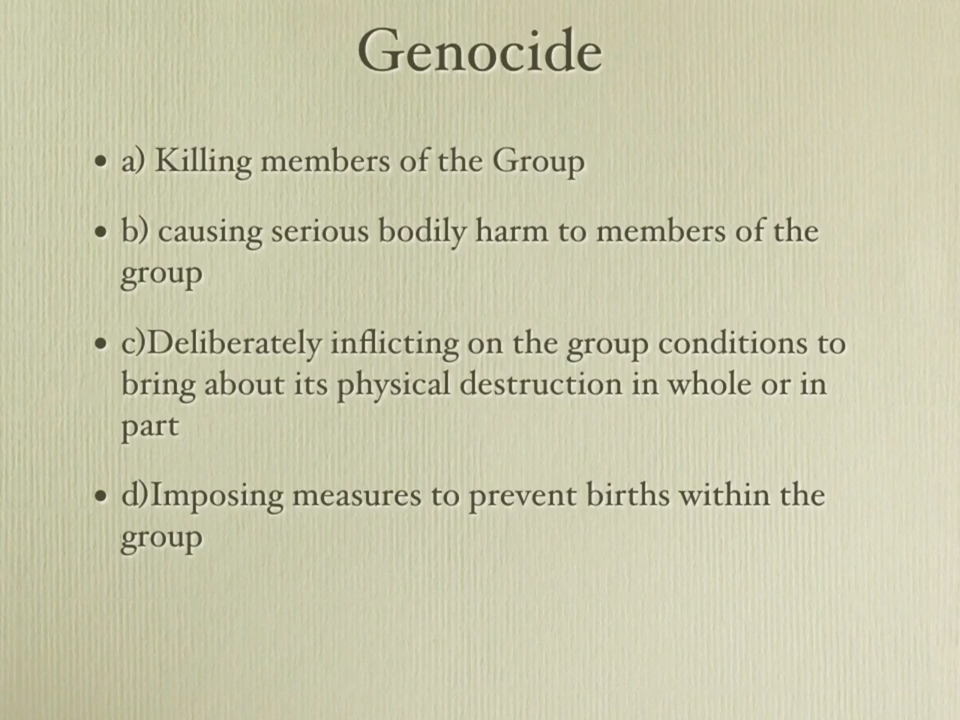 Genocide
• a) Killing members of the Group
• b) causing serious bodily harm to members of the
group
• c)Deliberately inflicting on the group conditions to
bring about its physical destruction in whole or in
part
• d)Imposing measures to prevent births within the
group